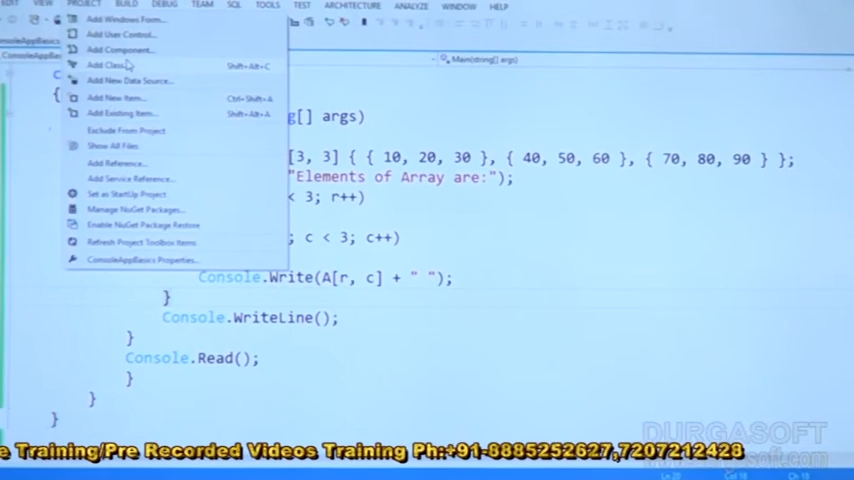 EDIT VIEW PROJECT BUILD DEBUG TEAM SQL TOOLS TEST ARCHITECTURE ANALYZE WINDOW HELP
Add Windows Form...
Add User Control...
Add Component...
Add Class... Shift+Alt+C
Add New Data Source...
Add New Item... Ctrl+Shift+A
Add Existing Item... Shift+Alt+A
Exclude From Project
Show All Files
Add Reference...
Add Service Reference...
Set as StartUp Project
Manage NuGet Packages...
Enable NuGet Package Restore
Refresh Project Toolbox Items
ConsoleAppBasics Properties...
ConsoleAppBasics
ConsoleAppBasics
Main(string[] args)
{
g[] args)
[3, 3] { { 10, 20, 30 }, { 40, 50, 60 }, { 70, 80, 90 } };
"Elements of Array are:");
< 3; r++)
; c < 3; c++)
Console.Write(A[r, c] + " ");
}
Console.WriteLine();
}
Console.Read();
}
}
}
DURGASOFT
e Training/Pre Recorded Videos Training Ph:+91-8885252627,7207212428